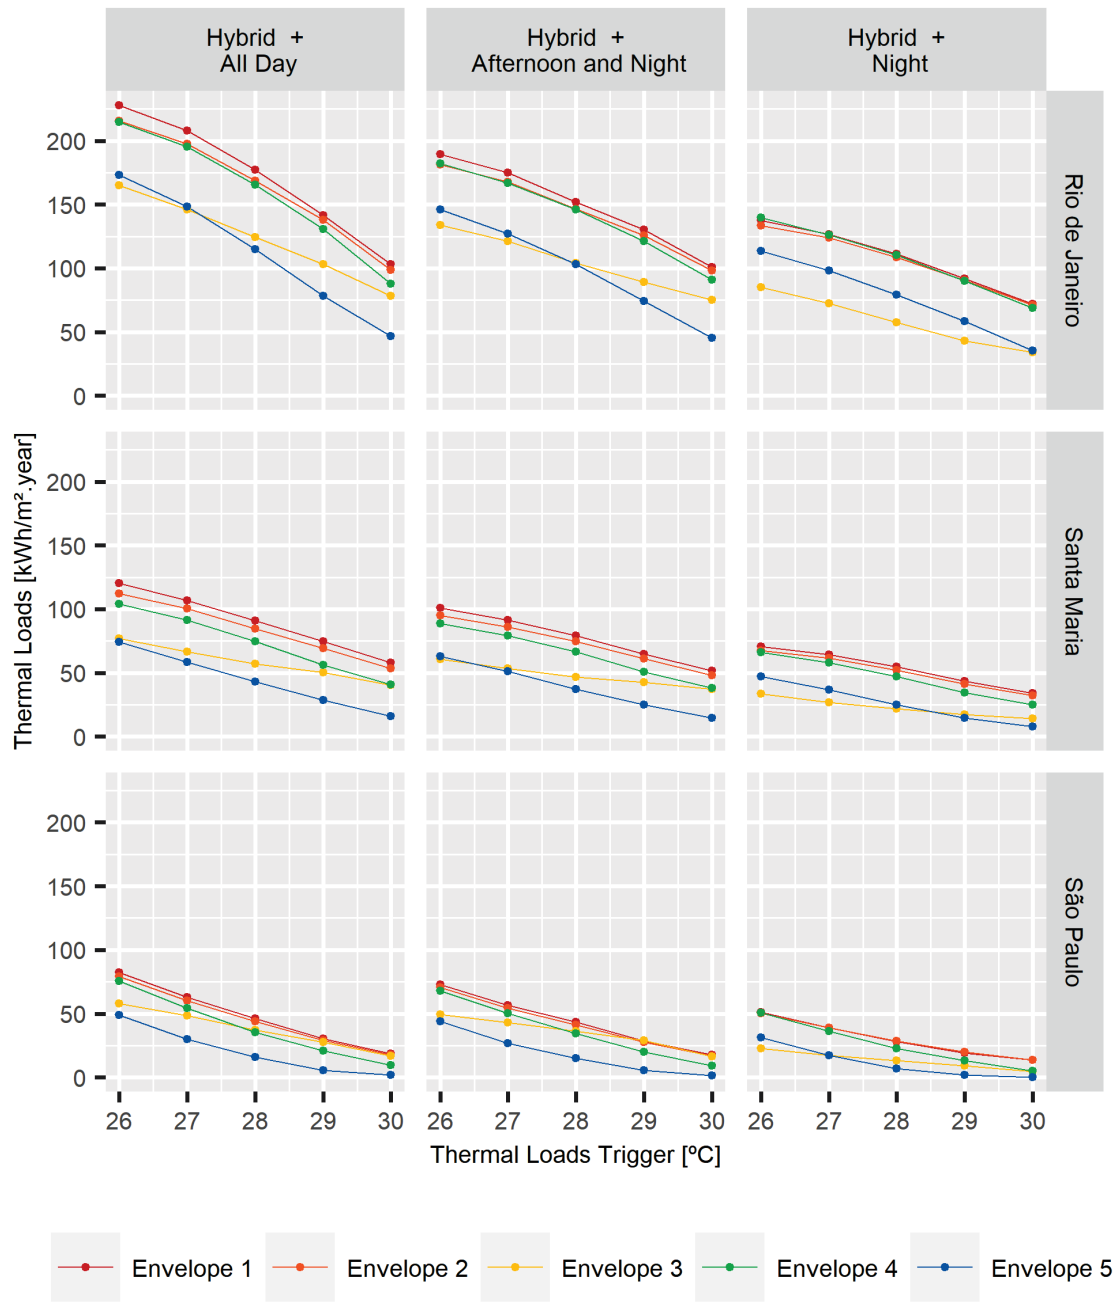 Hybrid +
All Day
Hybrid +
Afternoon and Night
Hybrid +
Night
200
150
100
50
0
Rio de Janeiro
Thermal Loads [kWh/m².year]
200
150
100
50
0
Santa Maria
200
150
100
50
0
São Paulo
26 27 28 29 30 26 27 28 29 30 26 27 28 29 30
Thermal Loads Trigger [ºC]
Envelope 1 Envelope 2 Envelope 3 Envelope 4 Envelope 5